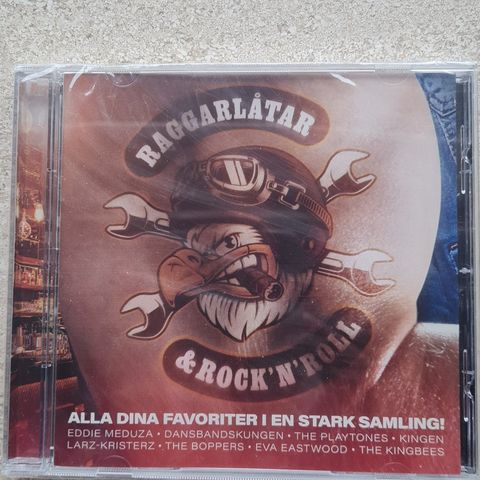 RAGGARLÅTAR
& ROCK'N'ROLL
ALLA DINA FAVORITER I EN STARK SAMLING!
EDDIE MEDUZA · DANSBANDSKUNGEN · THE PLAYTONES · KINGEN
LARZ-KRISTERZ · THE BOPPERS · EVA EASTWOOD · THE KINGBEES